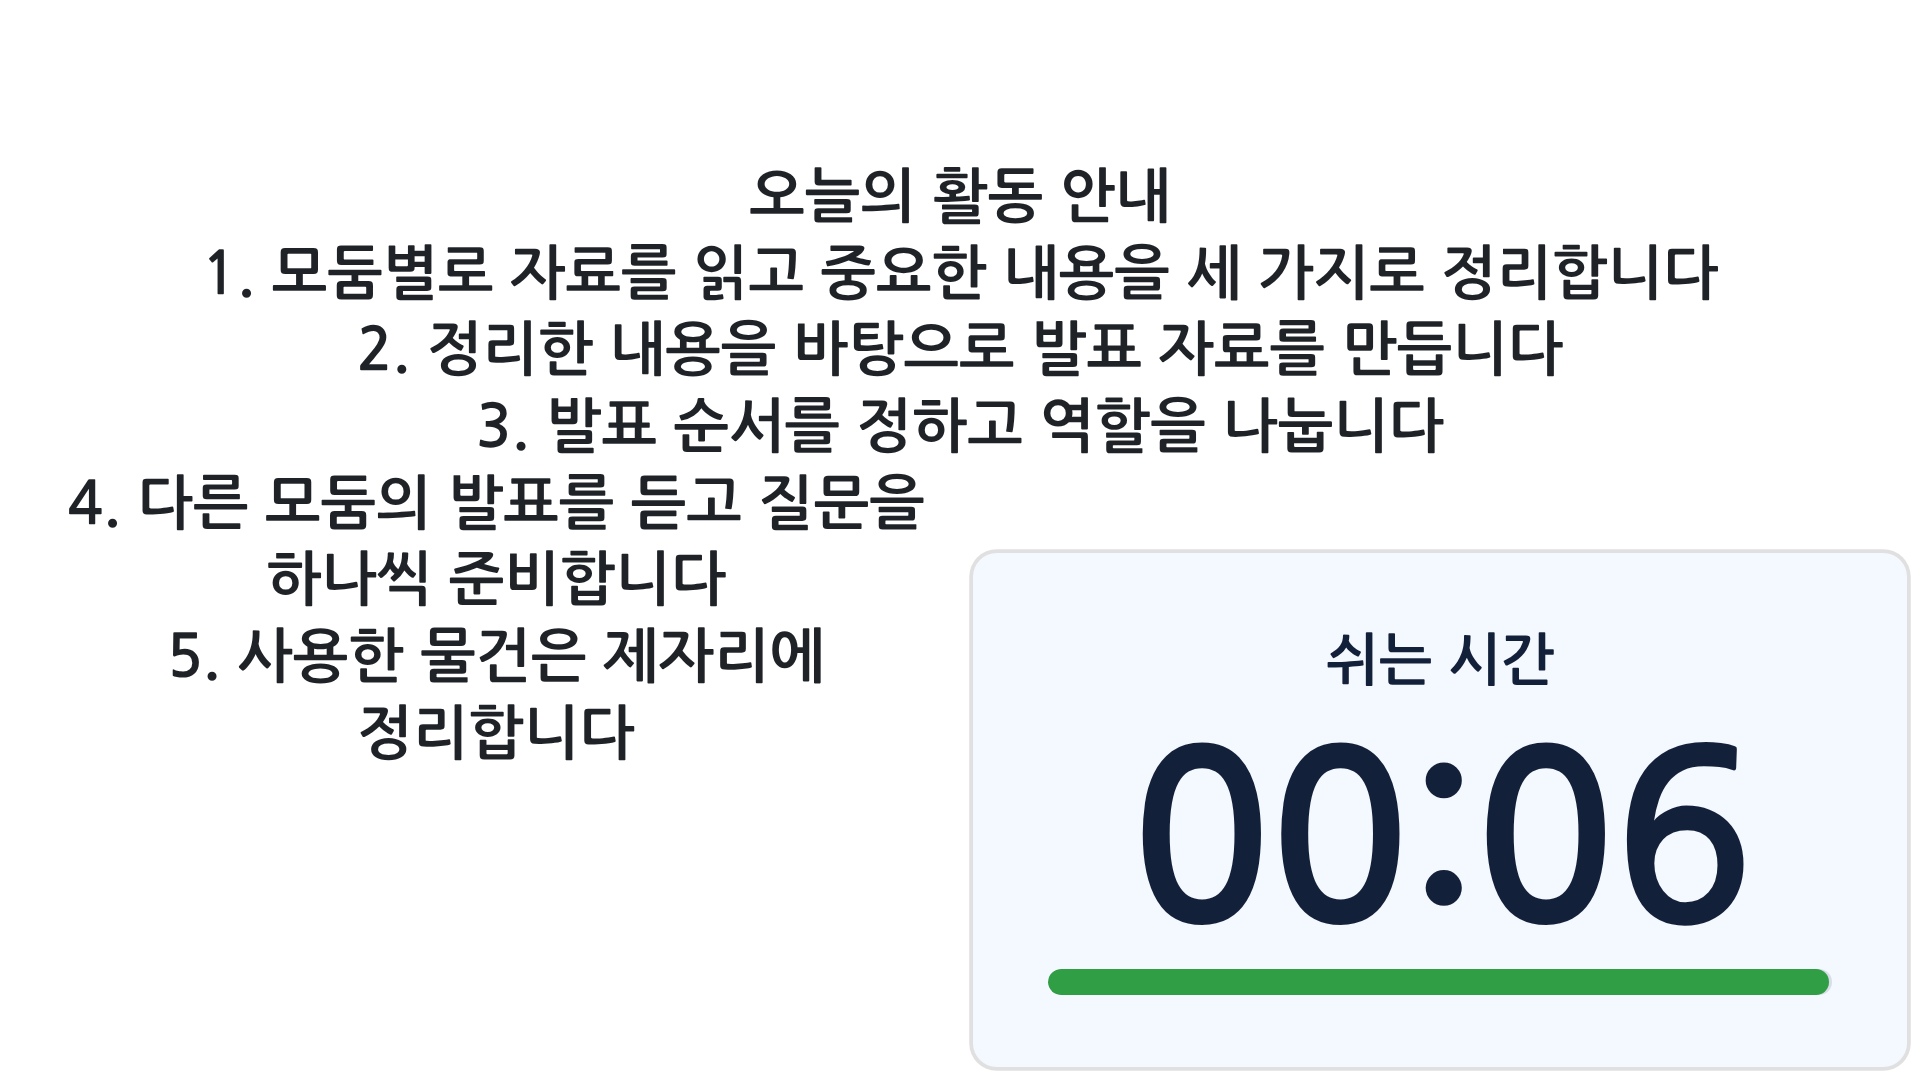 오늘의 활동 안내
1. 모둠별로 자료를 읽고 중요한 내용을 세 가지로 정리합니다
2. 정리한 내용을 바탕으로 발표 자료를 만듭니다
3. 발표 순서를 정하고 역할을 나눕니다
4. 다른 모둠의 발표를 듣고 질문을
하나씩 준비합니다
5. 사용한 물건은 제자리에
정리합니다
쉬는 시간
00:06